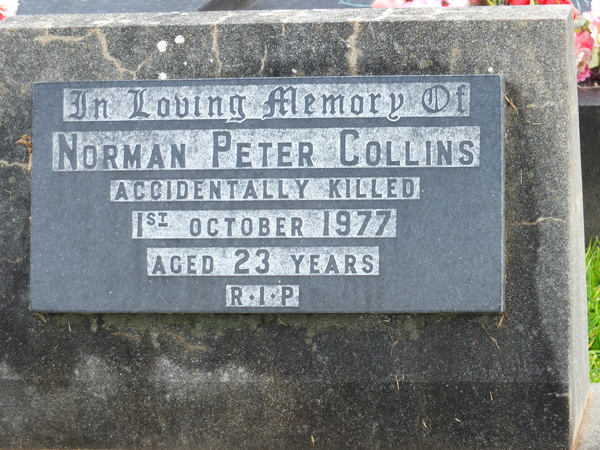 In Loving Memory Of
NORMAN PETER COLLINS
ACCIDENTALLY KILLED
1ST OCTOBER 1977
AGED 23 YEARS
R·I·P